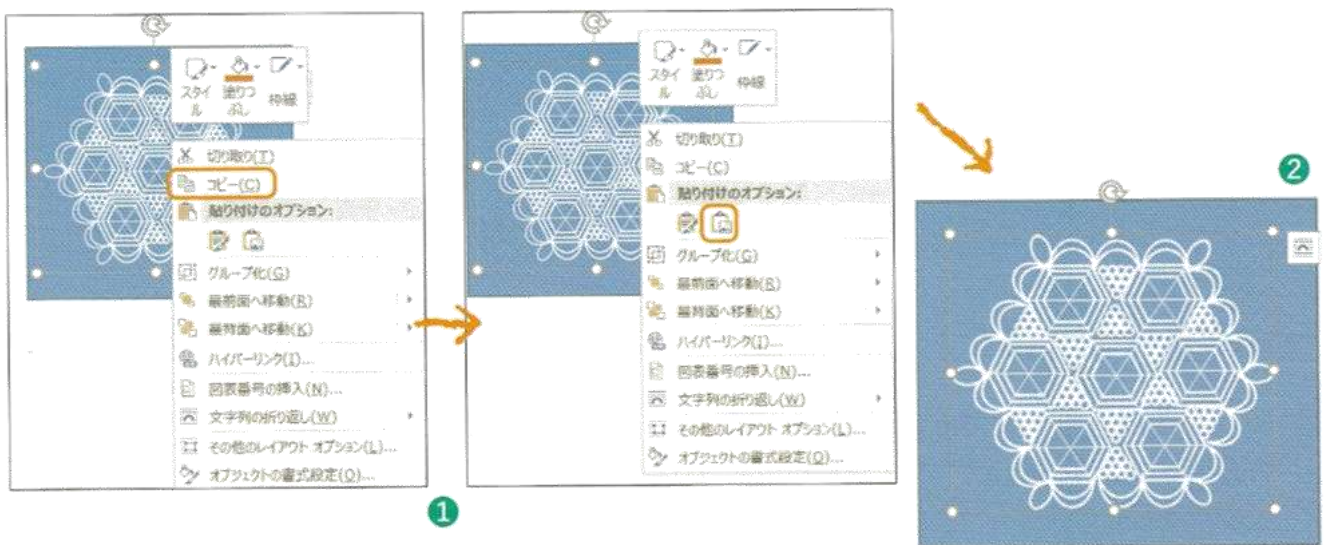 スタイ
ル
塗りつ
ぶし
枠線
切り取り(T)
コピー(C)
貼り付けのオプション:
グループ化(G)
最前面へ移動(R)
最背面へ移動(K)
ハイパーリンク(I)...
図表番号の挿入(N)...
文字列の折り返し(W)
その他のレイアウト オプション(L)...
オブジェクトの書式設定(O)...
1
スタイ
ル
塗りつ
ぶし
枠線
切り取り(T)
コピー(C)
貼り付けのオプション:
グループ化(G)
最前面へ移動(R)
最背面へ移動(K)
ハイパーリンク(I)...
図表番号の挿入(N)...
文字列の折り返し(W)
その他のレイアウト オプション(L)...
オブジェクトの書式設定(O)...
2